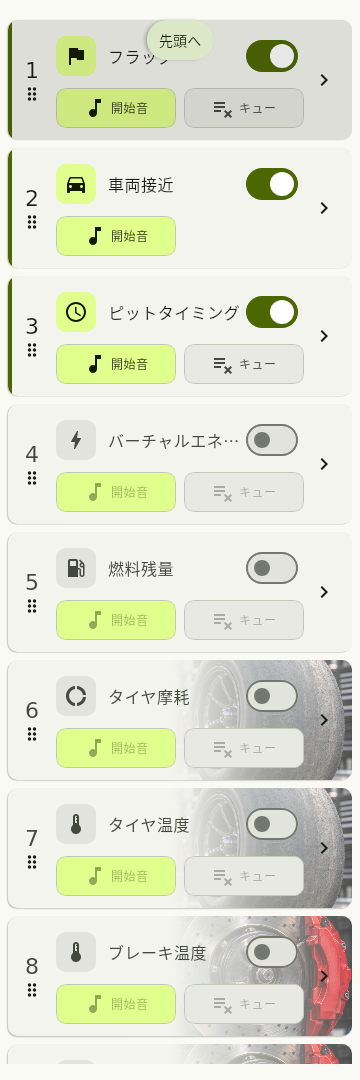 先頭へ
1
フラッグ
開始音
キュー
2
車両接近
開始音
3
ピットタイミング
開始音
キュー
4
バーチャルエネ…
開始音
キュー
5
燃料残量
開始音
キュー
6
タイヤ摩耗
開始音
キュー
7
タイヤ温度
開始音
キュー
8
ブレーキ温度
開始音
キュー